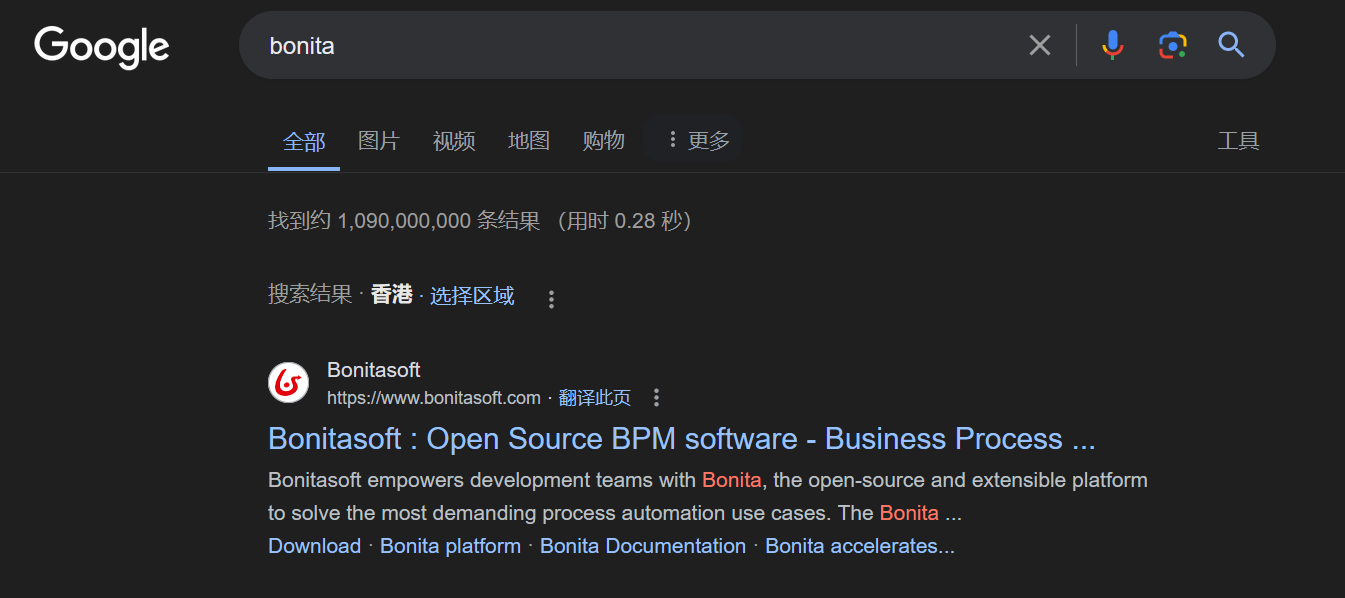 Google
bonita
全部 图片 视频 地图 购物 更多 工具
找到约 1,090,000,000 条结果 （用时 0.28 秒）
搜索结果 · 香港 · 选择区域
Bonitasoft
https://www.bonitasoft.com · 翻译此页
Bonitasoft : Open Source BPM software - Business Process ...
Bonitasoft empowers development teams with Bonita, the open-source and extensible platform
to solve the most demanding process automation use cases. The Bonita ...
Download · Bonita platform · Bonita Documentation · Bonita accelerates...